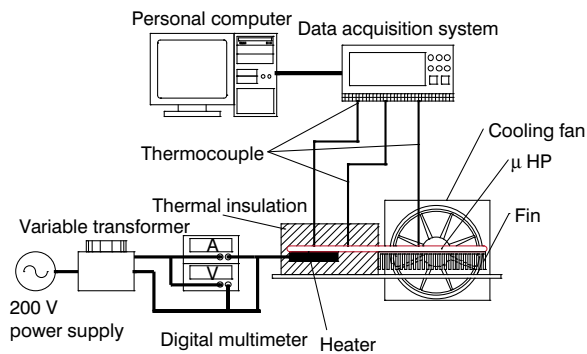 Personal computer
Data acquisition system
Cooling fan
Thermocouple
μ HP
Thermal insulation
Fin
Variable transformer
A
V
200 V
power supply
Digital multimeter
Heater